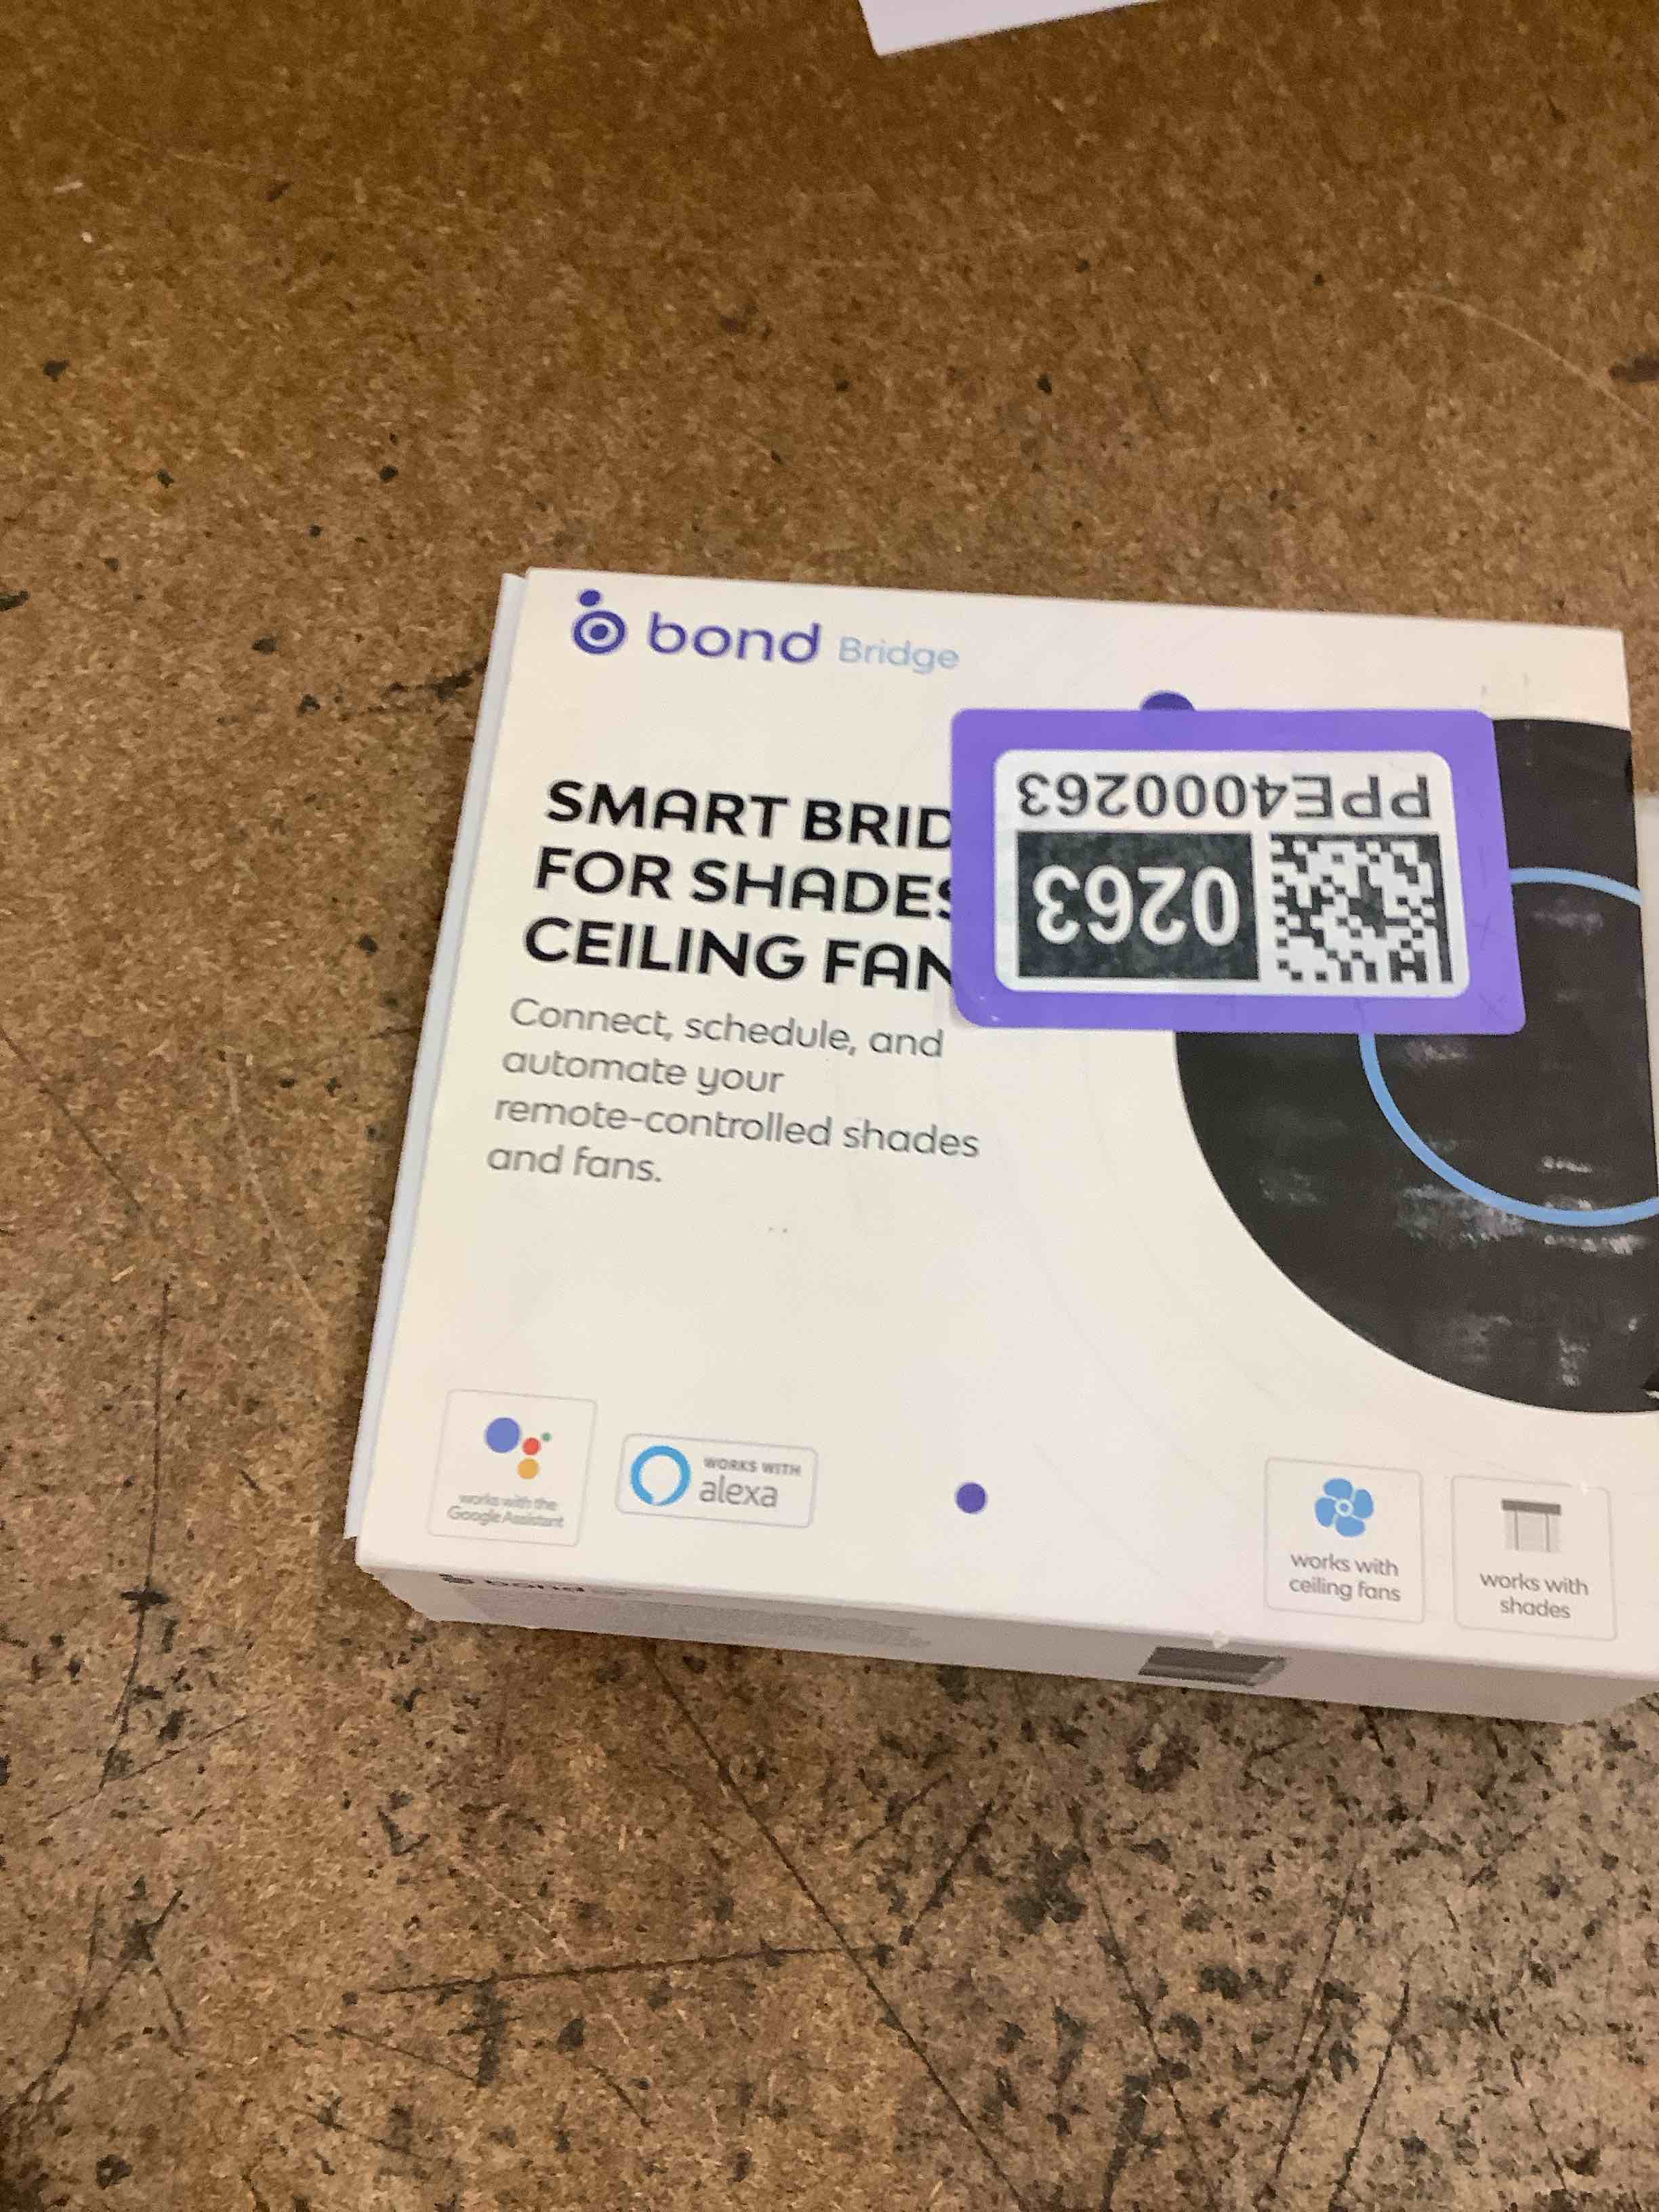 bond Bridge
SMART BRID
FOR SHADES
CEILING FAN
Connect, schedule, and
automate your
remote-controlled shades
and fans.
PPE4000263
0263
works with the
Google Assistant
WORKS WITH
alexa
works with
ceiling fans
works with
shades
bond